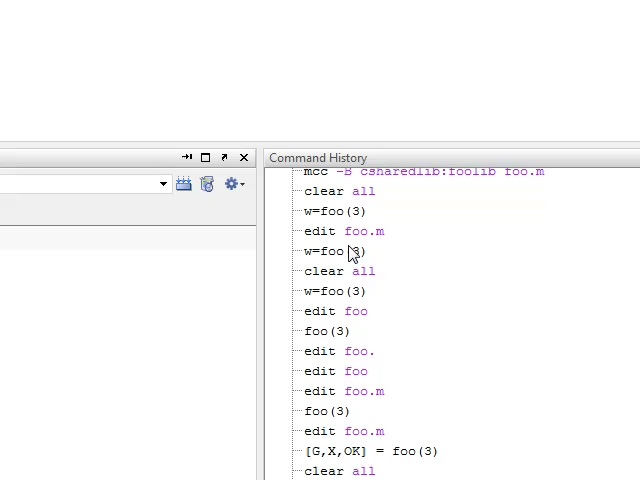 Command History
mcc -B csharedlib:foolib foo.m
clear all
w=foo(3)
edit foo.m
w=foo(3)
clear all
w=foo(3)
edit foo
foo(3)
edit foo.
edit foo
edit foo.m
foo(3)
edit foo.m
[G,X,OK] = foo(3)
clear all